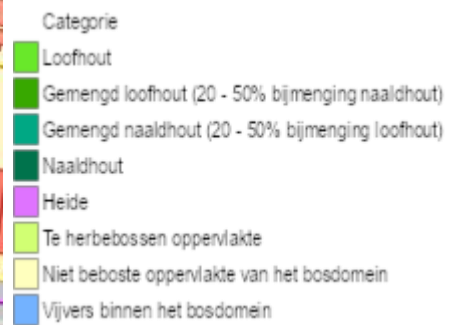 Categorie
Loofhout
Gemengd loofhout (20 - 50% bijmenging naaldhout)
Gemengd naaldhout (20 - 50% bijmenging loofhout)
Naaldhout
Heide
Te herbebossen oppervlakte
Niet beboste oppervlakte van het bosdomein
Vijvers binnen het bosdomein